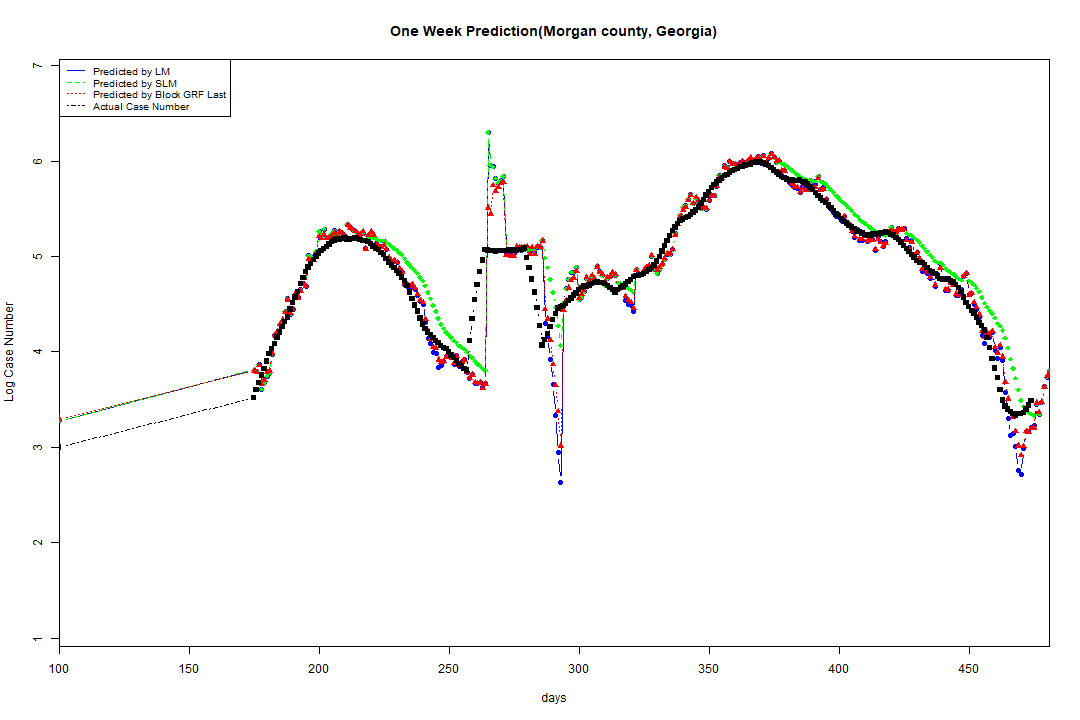 One Week Prediction(Morgan county, Georgia)
7
6
5
4
3
2
1
Log Case Number
Predicted by LM
Predicted by SLM
Predicted by Block GRF Last
Actual Case Number
100 150 200 250 300 350 400 450
days